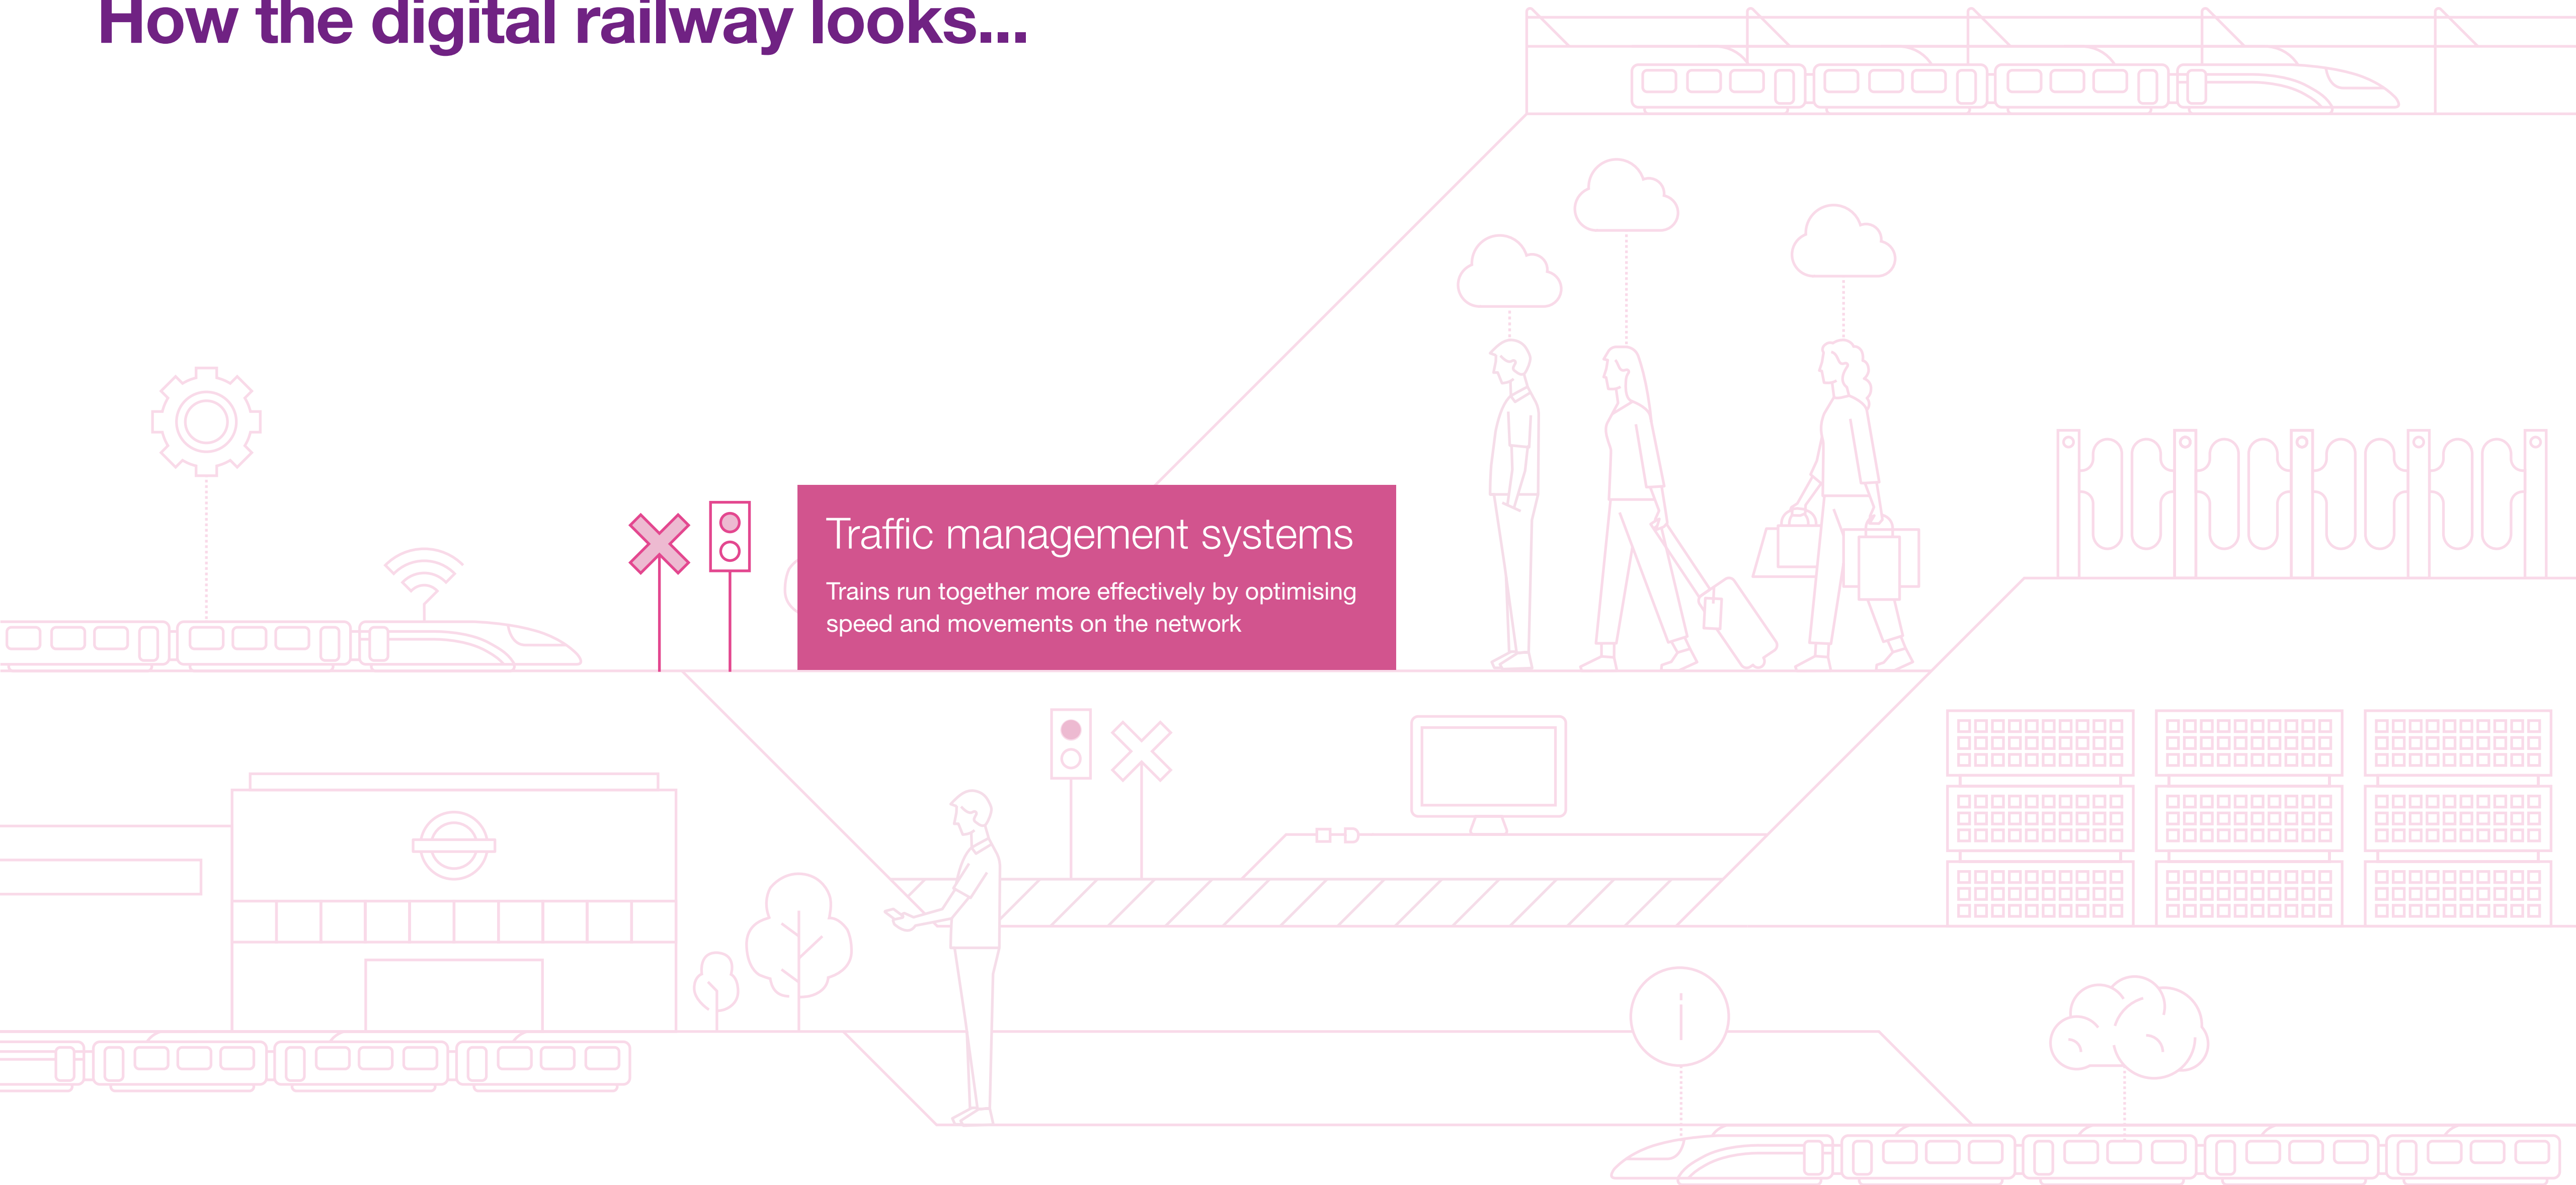 How the digital railway looks...
Traffic management systems
Trains run together more effectively by optimising
speed and movements on the network